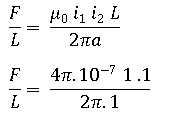 F/L = μ₀ i₁ i₂ L / 2πa
F/L = 4π.10⁻⁷ 1 .1 / 2π.1